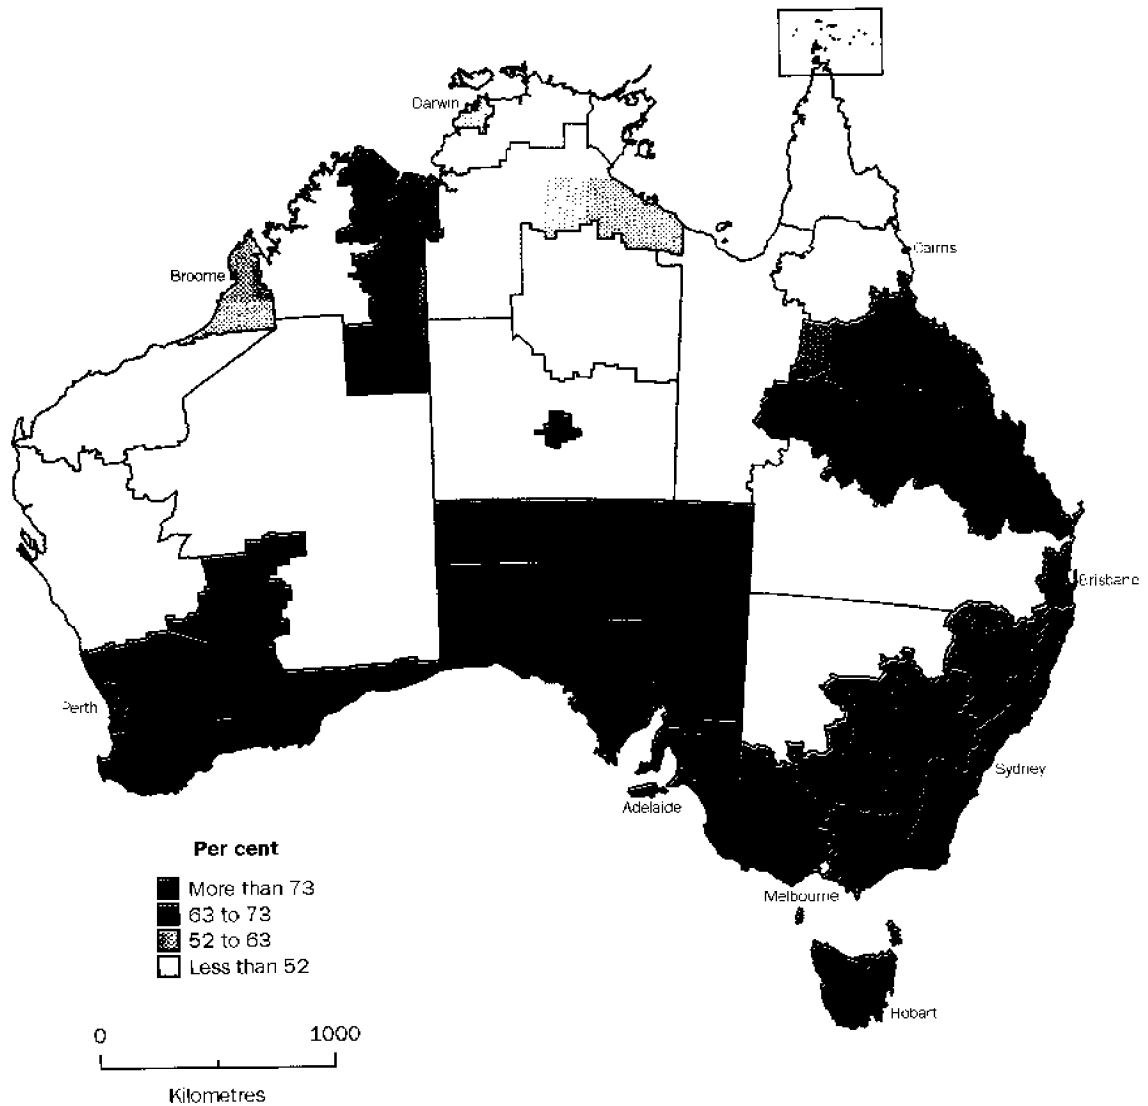 Darwin
Cairns
Broome
Brisbane
Perth
Sydney
Adelaide
Melbourne
Hobart
Per cent
More than 73
63 to 73
52 to 63
Less than 52
0 1000
Kilometres